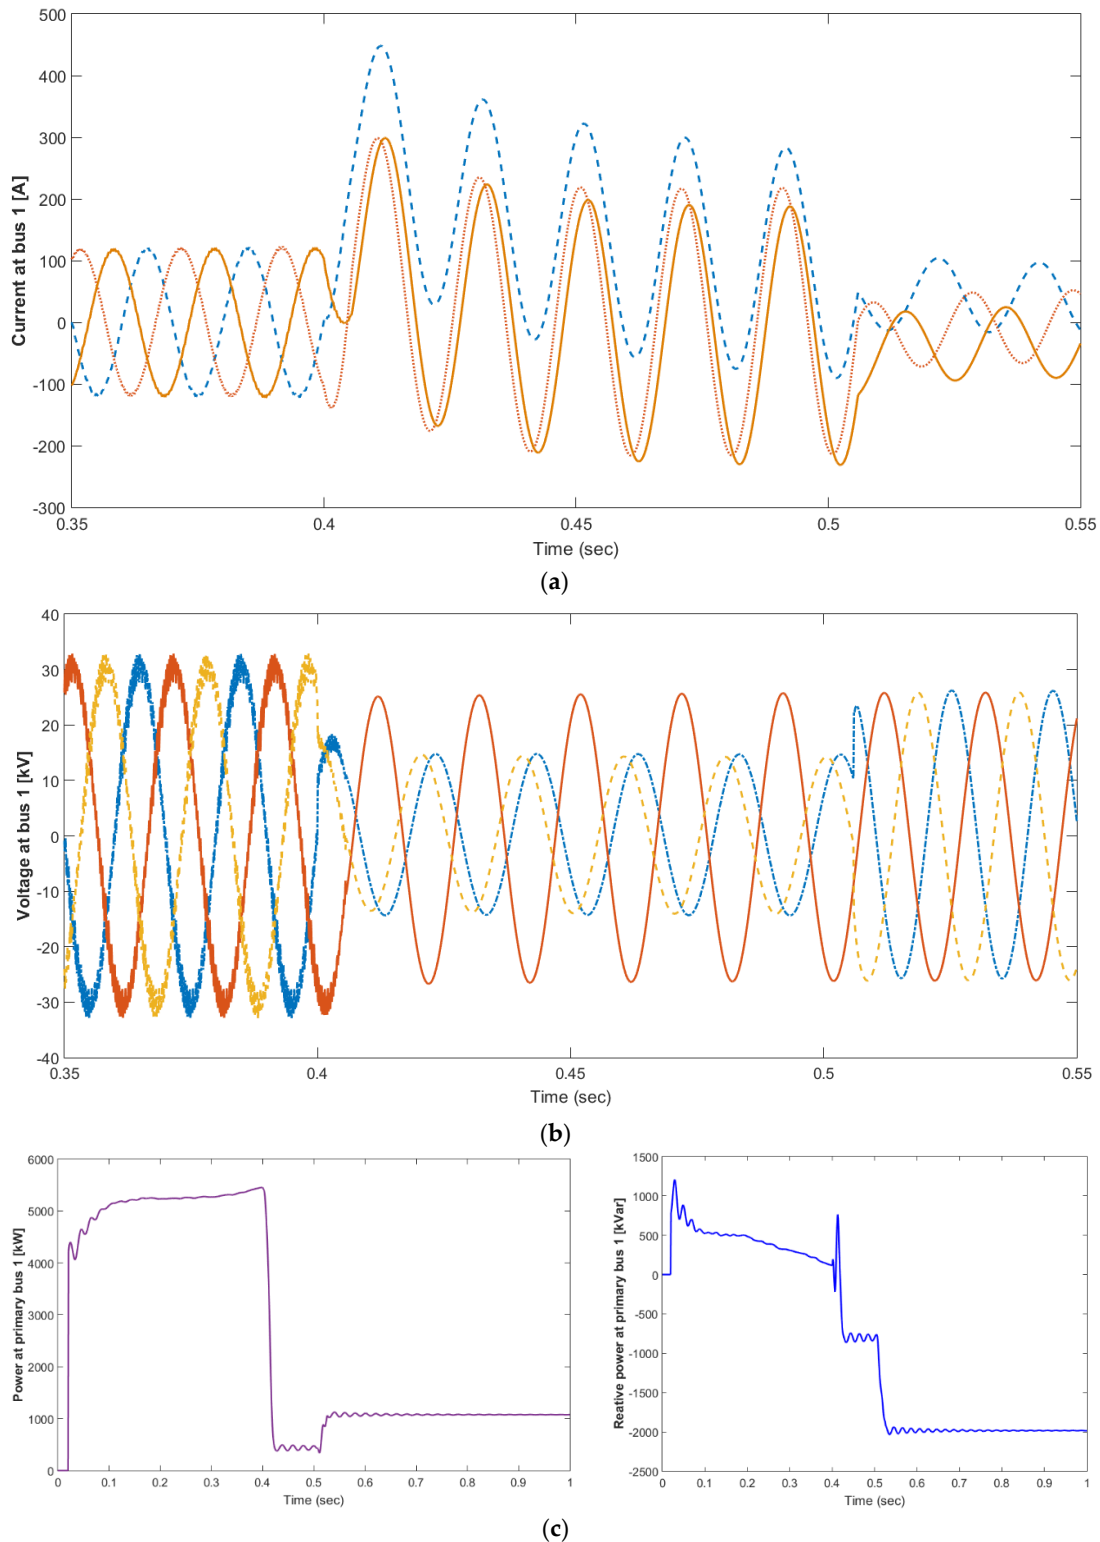 500
400
300
200
100
0
-100
-200
-300
Current at bus 1 [A]
0.35 0.4 0.45 0.5 0.55
Time (sec)
(a)
40
30
20
10
0
-10
-20
-30
-40
Voltage at bus 1 [kV]
0.35 0.4 0.45 0.5 0.55
Time (sec)
(b)
6000
5000
4000
3000
2000
1000
0
Power at primary bus 1 [kW]
0 0.1 0.2 0.3 0.4 0.5 0.6 0.7 0.8 0.9 1
Time (sec)
1500
1000
500
0
-500
-1000
-1500
-2000
-2500
Reative power at primary bus 1 [kVar]
0 0.1 0.2 0.3 0.4 0.5 0.6 0.7 0.8 0.9 1
Time (sec)
(c)